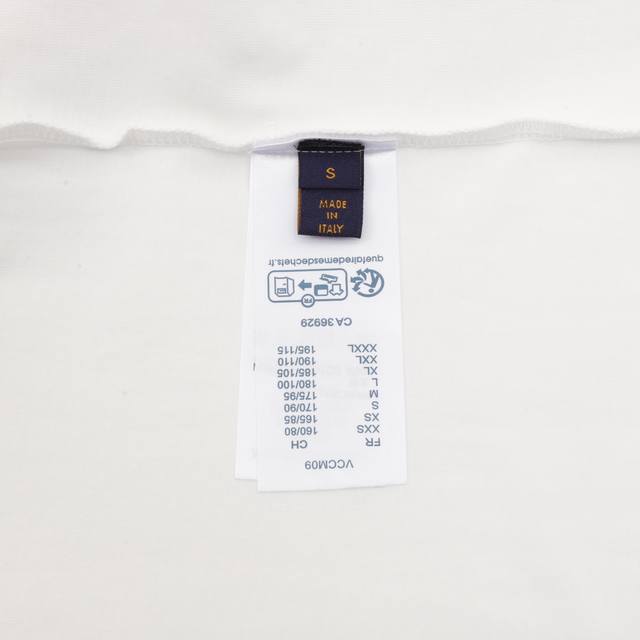 S
MADE
IN
ITALY
VCCM09
FR CH
XXS 160/80
XS 165/85
S 170/90
M 175/95
L 180/100
XL 185/105
XXL 190/110
XXXL 195/115
CA 36929
FR
quefairedemesdechets.fr